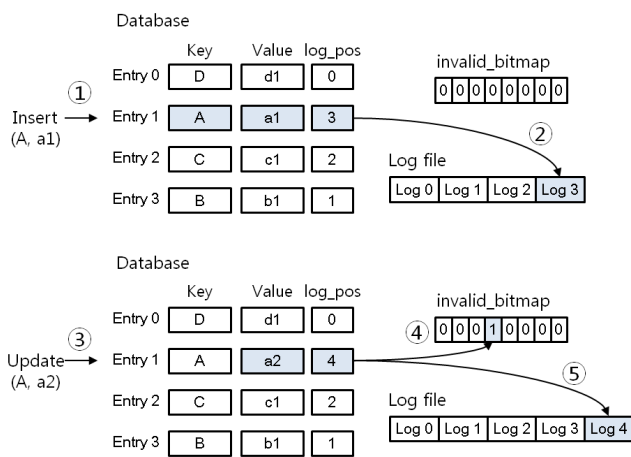 Database
Key Value log_pos
invalid_bitmap
Entry 0 D d1 0
0 0 0 0 0 0 0 0
①
Insert
(A, a1)
Entry 1 A a1 3
②
Entry 2 C c1 2
Log file
Entry 3 B b1 1
Log 0 Log 1 Log 2 Log 3
Database
Key Value log_pos
invalid_bitmap
Entry 0 D d1 0
④
0 0 0 1 0 0 0 0
③
Update
(A, a2)
Entry 1 A a2 4
⑤
Entry 2 C c1 2
Log file
Entry 3 B b1 1
Log 0 Log 1 Log 2 Log 3 Log 4